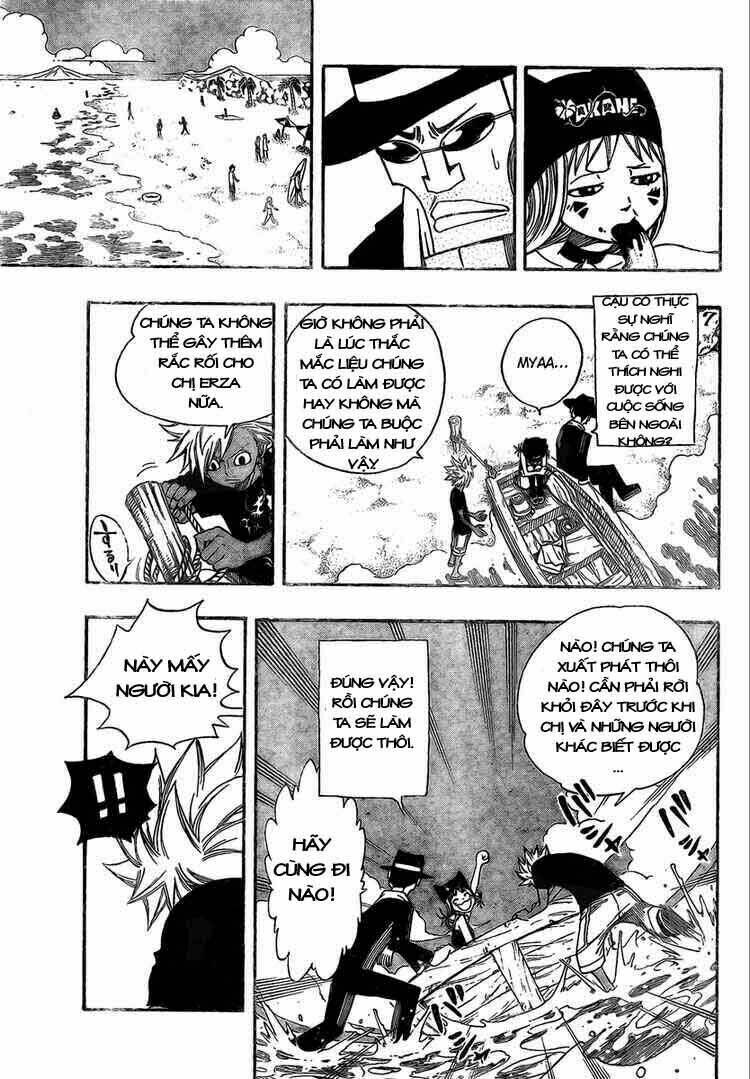 CẬU CÓ THỰC
SỰ NGHĨ
RẰNG CHÚNG
TA CÓ THỂ
THÍCH NGHI
ĐƯỢC VỚI
CUỘC SỐNG
BÊN NGOÀI
KHÔNG?
MYAA...
GIỜ KHÔNG PHẢI
LÀ LÚC THẮC
MẮC LIỆU CHÚNG
TA CÓ LÀM ĐƯỢC
HAY KHÔNG MÀ
CHÚNG TA BUỘC
PHẢI LÀM NHƯ
VẬY
CHÚNG TA KHÔNG
THỂ GÂY THÊM
RẮC RỐI CHO
CHỊ ERZA
NỮA.
NÀO! CHÚNG TA
XUẤT PHÁT THÔI
NÀO! CẦN PHẢI RỜI
KHỎI ĐÂY TRƯỚC KHI
CHỊ VÀ NHỮNG NGƯỜI
KHÁC BIẾT ĐƯỢC
...
ĐÚNG VẬY!
RỒI CHÚNG
TA SẼ LÀM
ĐƯỢC THÔI.
HÃY
CÙNG ĐI
NÀO!
NÀY MẤY
NGƯỜI KIA!
!!